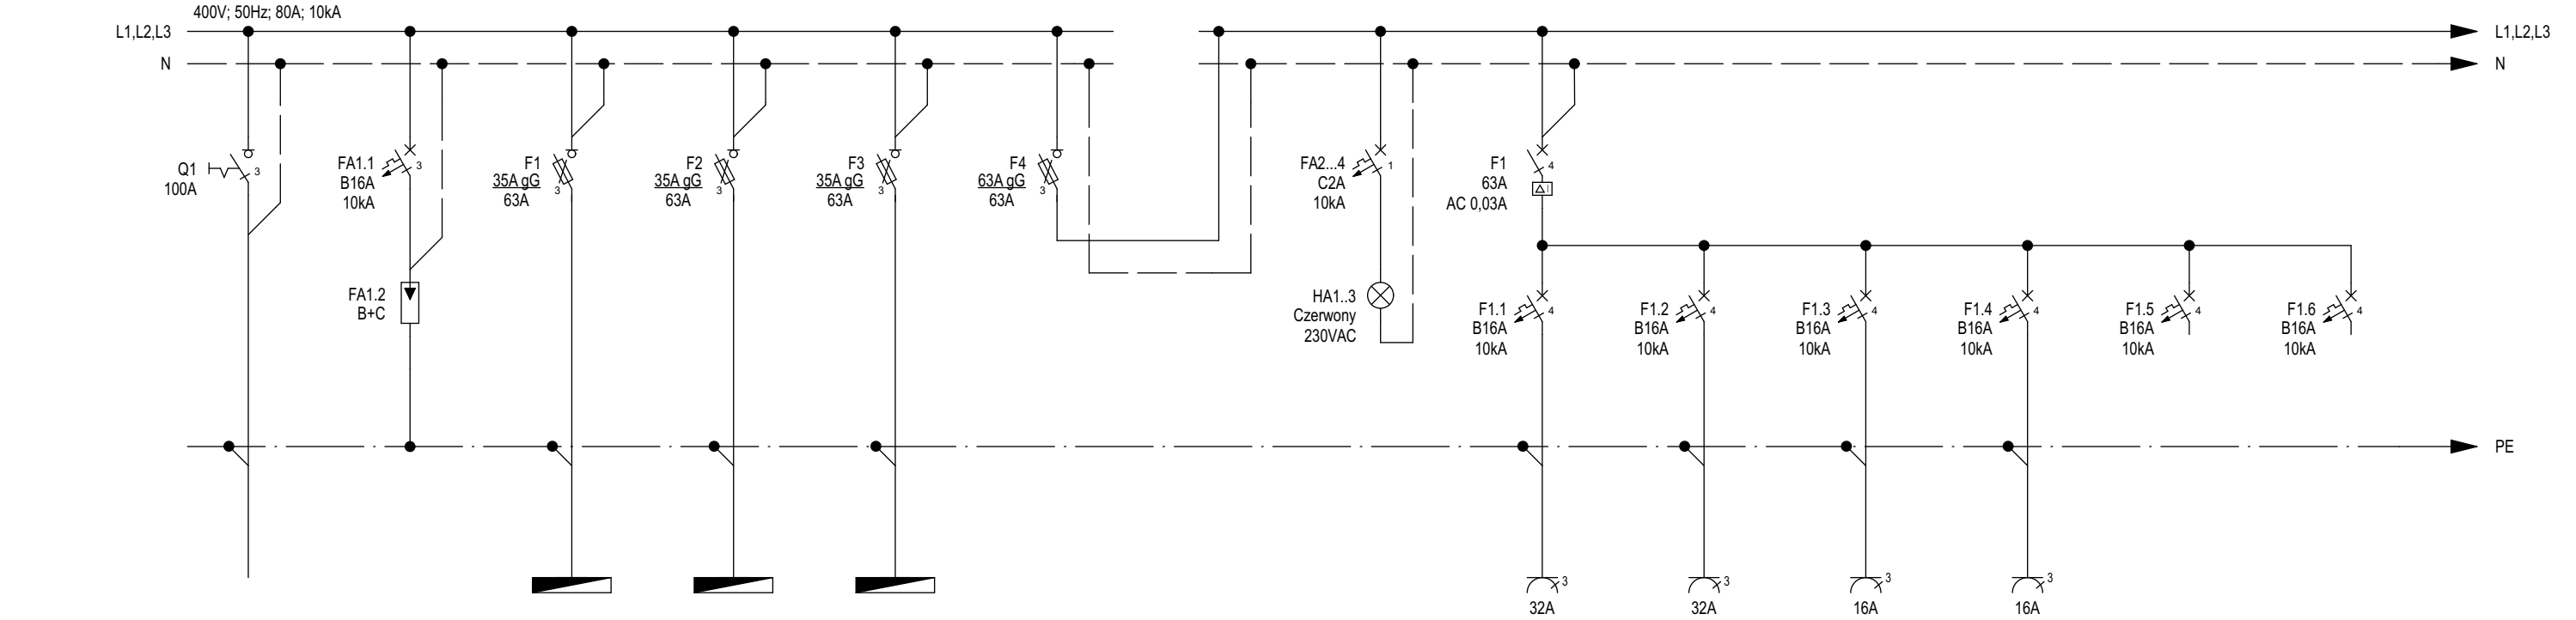 400V; 50Hz; 80A; 10kA
L1,L2,L3
L1,L2,L3
N
N
Q1
100A
3
FA1.1
B16A
10kA
3
F1
35A gG
63A
3
F2
35A gG
63A
3
F3
35A gG
63A
3
F4
63A gG
63A
3
FA2...4
C2A
10kA
1
F1
63A
AC 0,03A
4
FA1.2
B+C
HA1..3
Czerwony
230VAC
F1.1
B16A
10kA
4
F1.2
B16A
10kA
4
F1.3
B16A
10kA
4
F1.4
B16A
10kA
4
F1.5
B16A
10kA
4
F1.6
B16A
10kA
4
PE
3
32A
3
32A
3
16A
3
16A